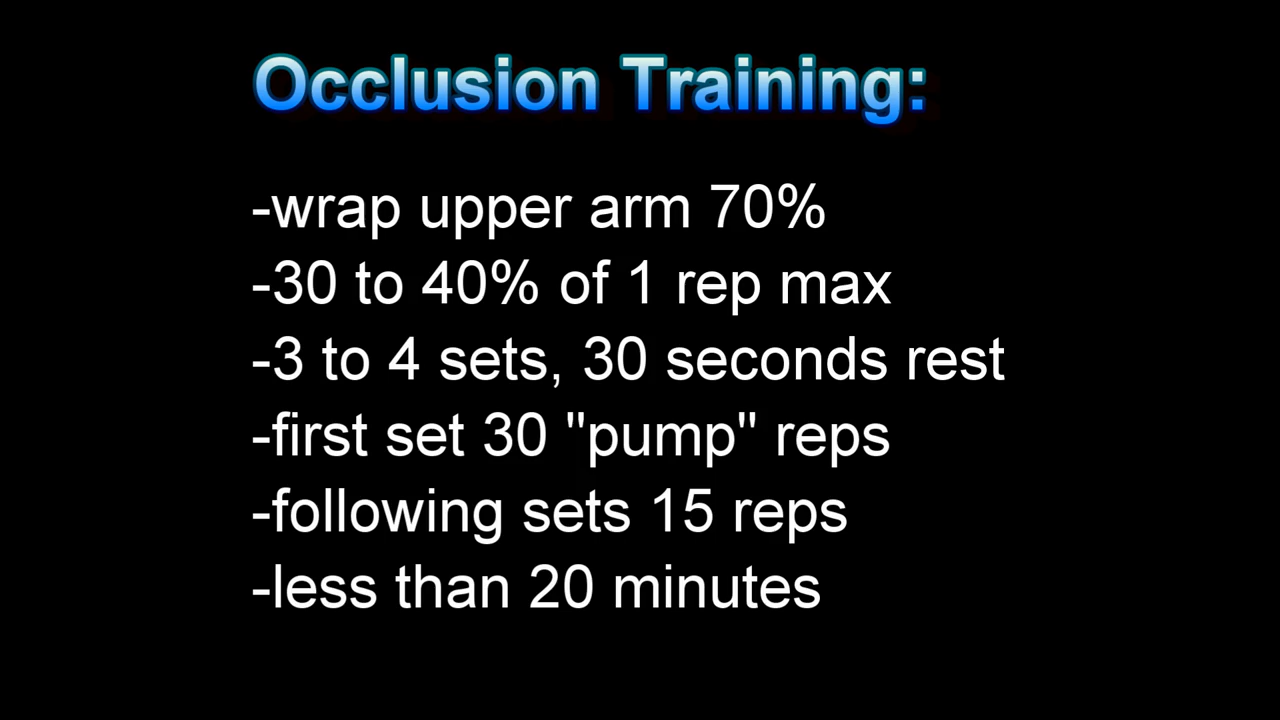 Occlusion Training:
-wrap upper arm 70%
-30 to 40% of 1 rep max
-3 to 4 sets, 30 seconds rest
-first set 30 "pump" reps
-following sets 15 reps
-less than 20 minutes